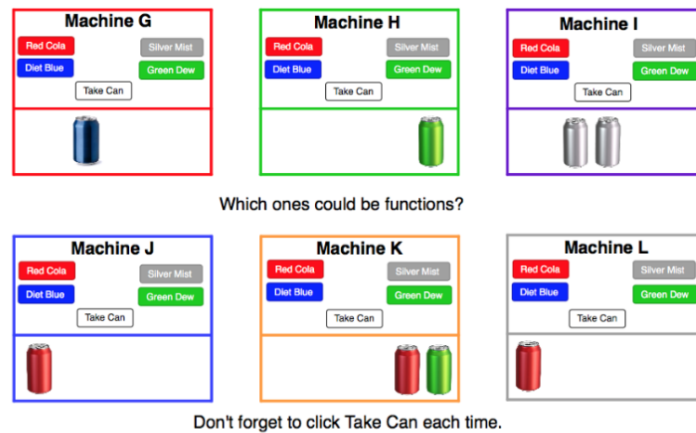 Machine G
Red Cola
Silver Mist
Diet Blue
Green Dew
Take Can
Machine H
Red Cola
Silver Mist
Diet Blue
Green Dew
Take Can
Machine I
Red Cola
Silver Mist
Diet Blue
Green Dew
Take Can
Which ones could be functions?
Machine J
Red Cola
Silver Mist
Diet Blue
Green Dew
Take Can
Machine K
Red Cola
Silver Mist
Diet Blue
Green Dew
Take Can
Machine L
Red Cola
Silver Mist
Diet Blue
Green Dew
Take Can
Don't forget to click Take Can each time.